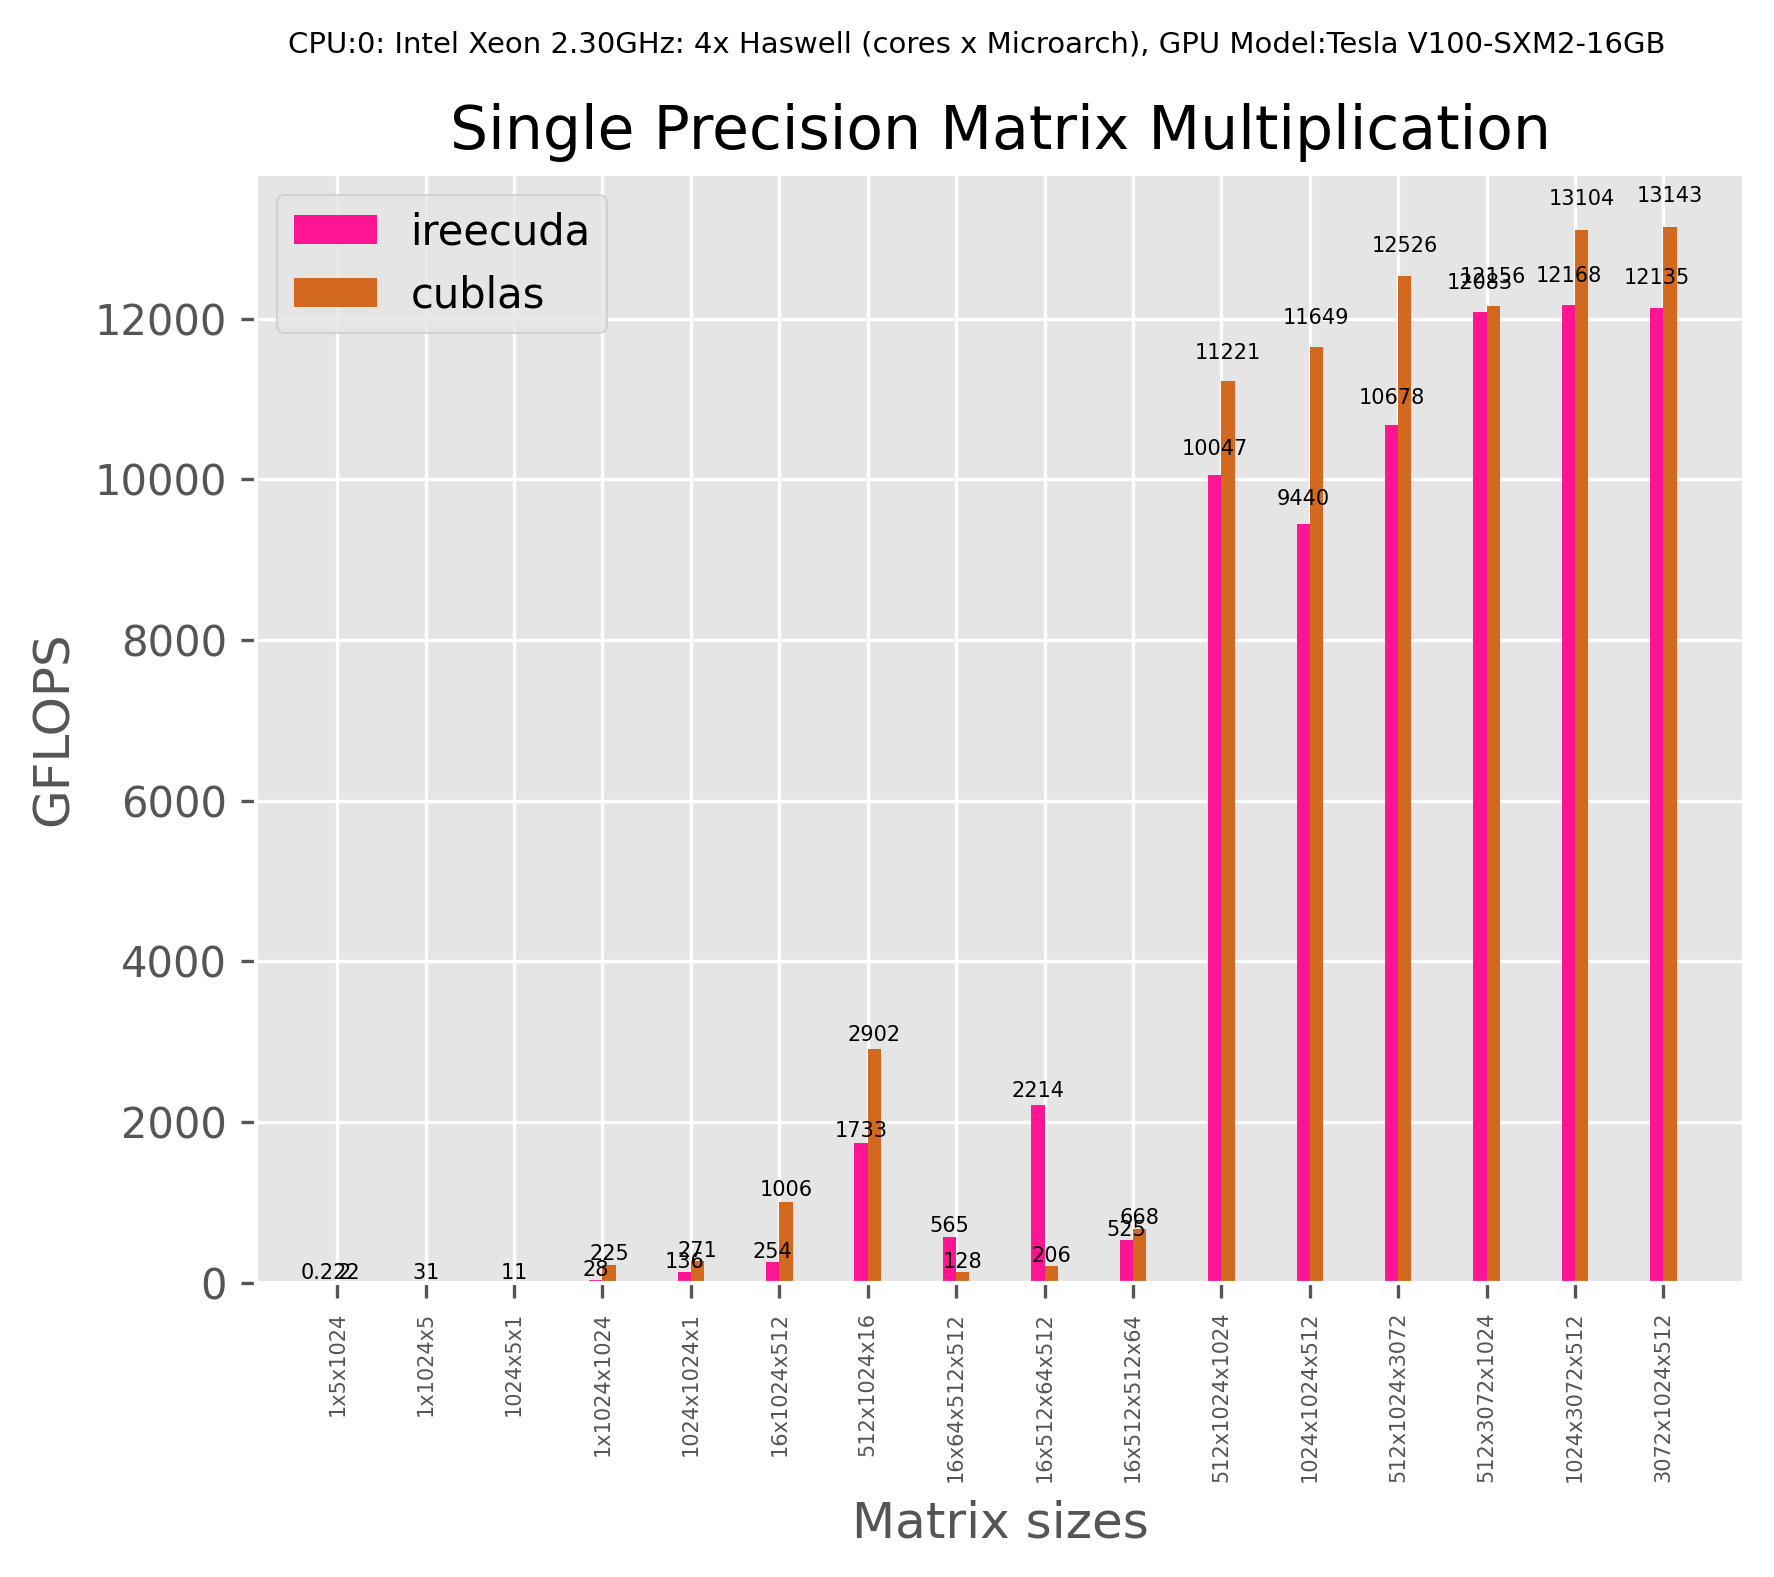 CPU:0: Intel Xeon 2.30GHz: 4x Haswell (cores x Microarch), GPU Model:Tesla V100-SXM2-16GB
Single Precision Matrix Multiplication
ireecuda
cublas
GFLOPS
12000
10000
8000
6000
4000
2000
0
31
11
28
225
136
271
254
1006
1733
2902
565
128
2214
206
525
668
10047
11221
9440
11649
10678
12526
12083
12156
12168
13104
12135
13143
1x5x1024
1x1024x5
1024x5x1
1x1024x1024
1024x1024x1
16x1024x512
512x1024x16
16x64x512x512
16x512x64x512
16x512x512x64
512x1024x1024
1024x1024x512
512x1024x3072
512x3072x1024
1024x3072x512
3072x1024x512
Matrix sizes